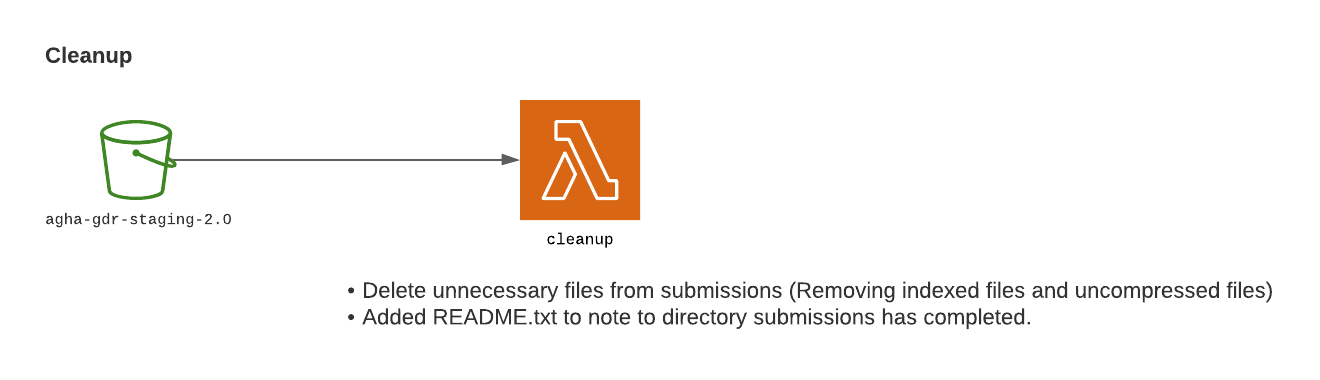 Cleanup
agha-gdr-staging-2.0
cleanup
• Delete unnecessary files from submissions (Removing indexed files and uncompressed files)
• Added README.txt to note to directory submissions has completed.